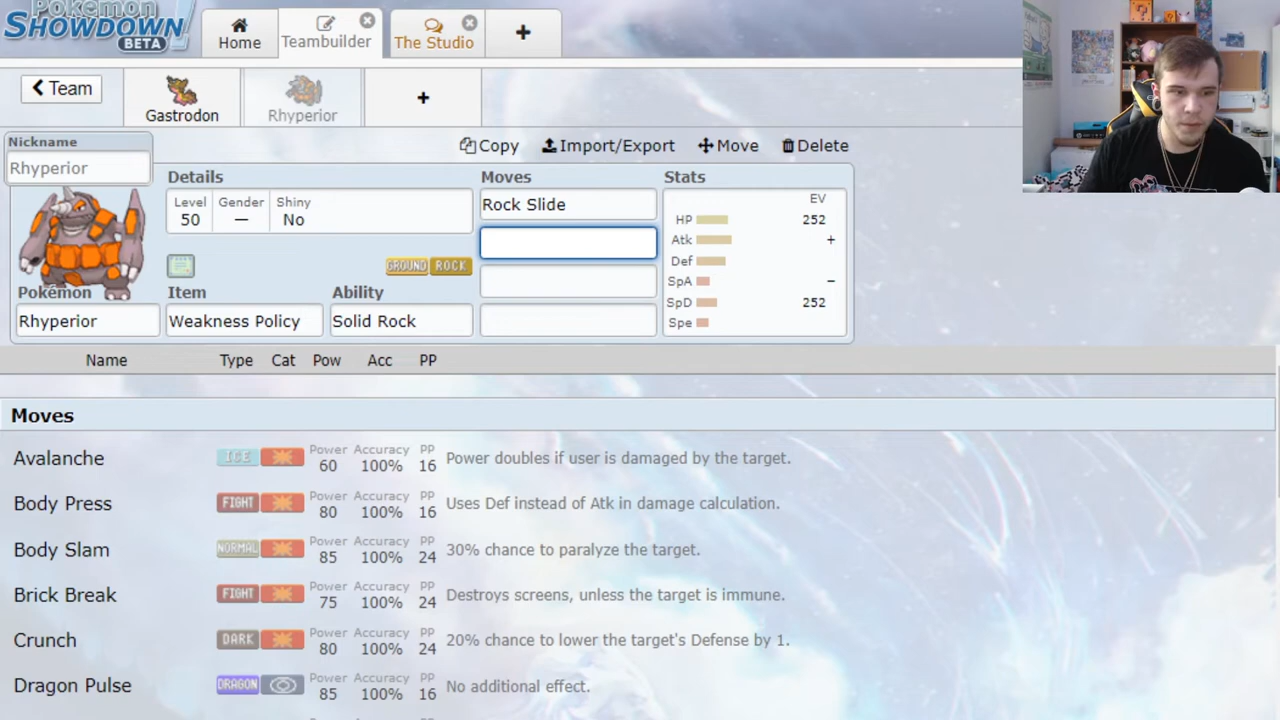 Pokémon
SHOWDOWN!
BETA
Home
Teambuilder
The Studio
+
Team
Gastrodon
Rhyperior
+
Nickname
Rhyperior
Copy
Import/Export
Move
Delete
Details
Level
50
Gender
—
Shiny
No
GROUND ROCK
Pokémon
Rhyperior
Item
Weakness Policy
Ability
Solid Rock
Moves
Rock Slide
Stats
EV
HP 252
Atk +
Def
SpA −
SpD 252
Spe
Name Type Cat Pow Acc PP
Moves
Avalanche ICE Power 60 Accuracy 100% PP 16 Power doubles if user is damaged by the target.
Body Press FIGHT Power 80 Accuracy 100% PP 16 Uses Def instead of Atk in damage calculation.
Body Slam NORMAL Power 85 Accuracy 100% PP 24 30% chance to paralyze the target.
Brick Break FIGHT Power 75 Accuracy 100% PP 24 Destroys screens, unless the target is immune.
Crunch DARK Power 80 Accuracy 100% PP 24 20% chance to lower the target's Defense by 1.
Dragon Pulse DRAGON Power 85 Accuracy 100% PP 16 No additional effect.